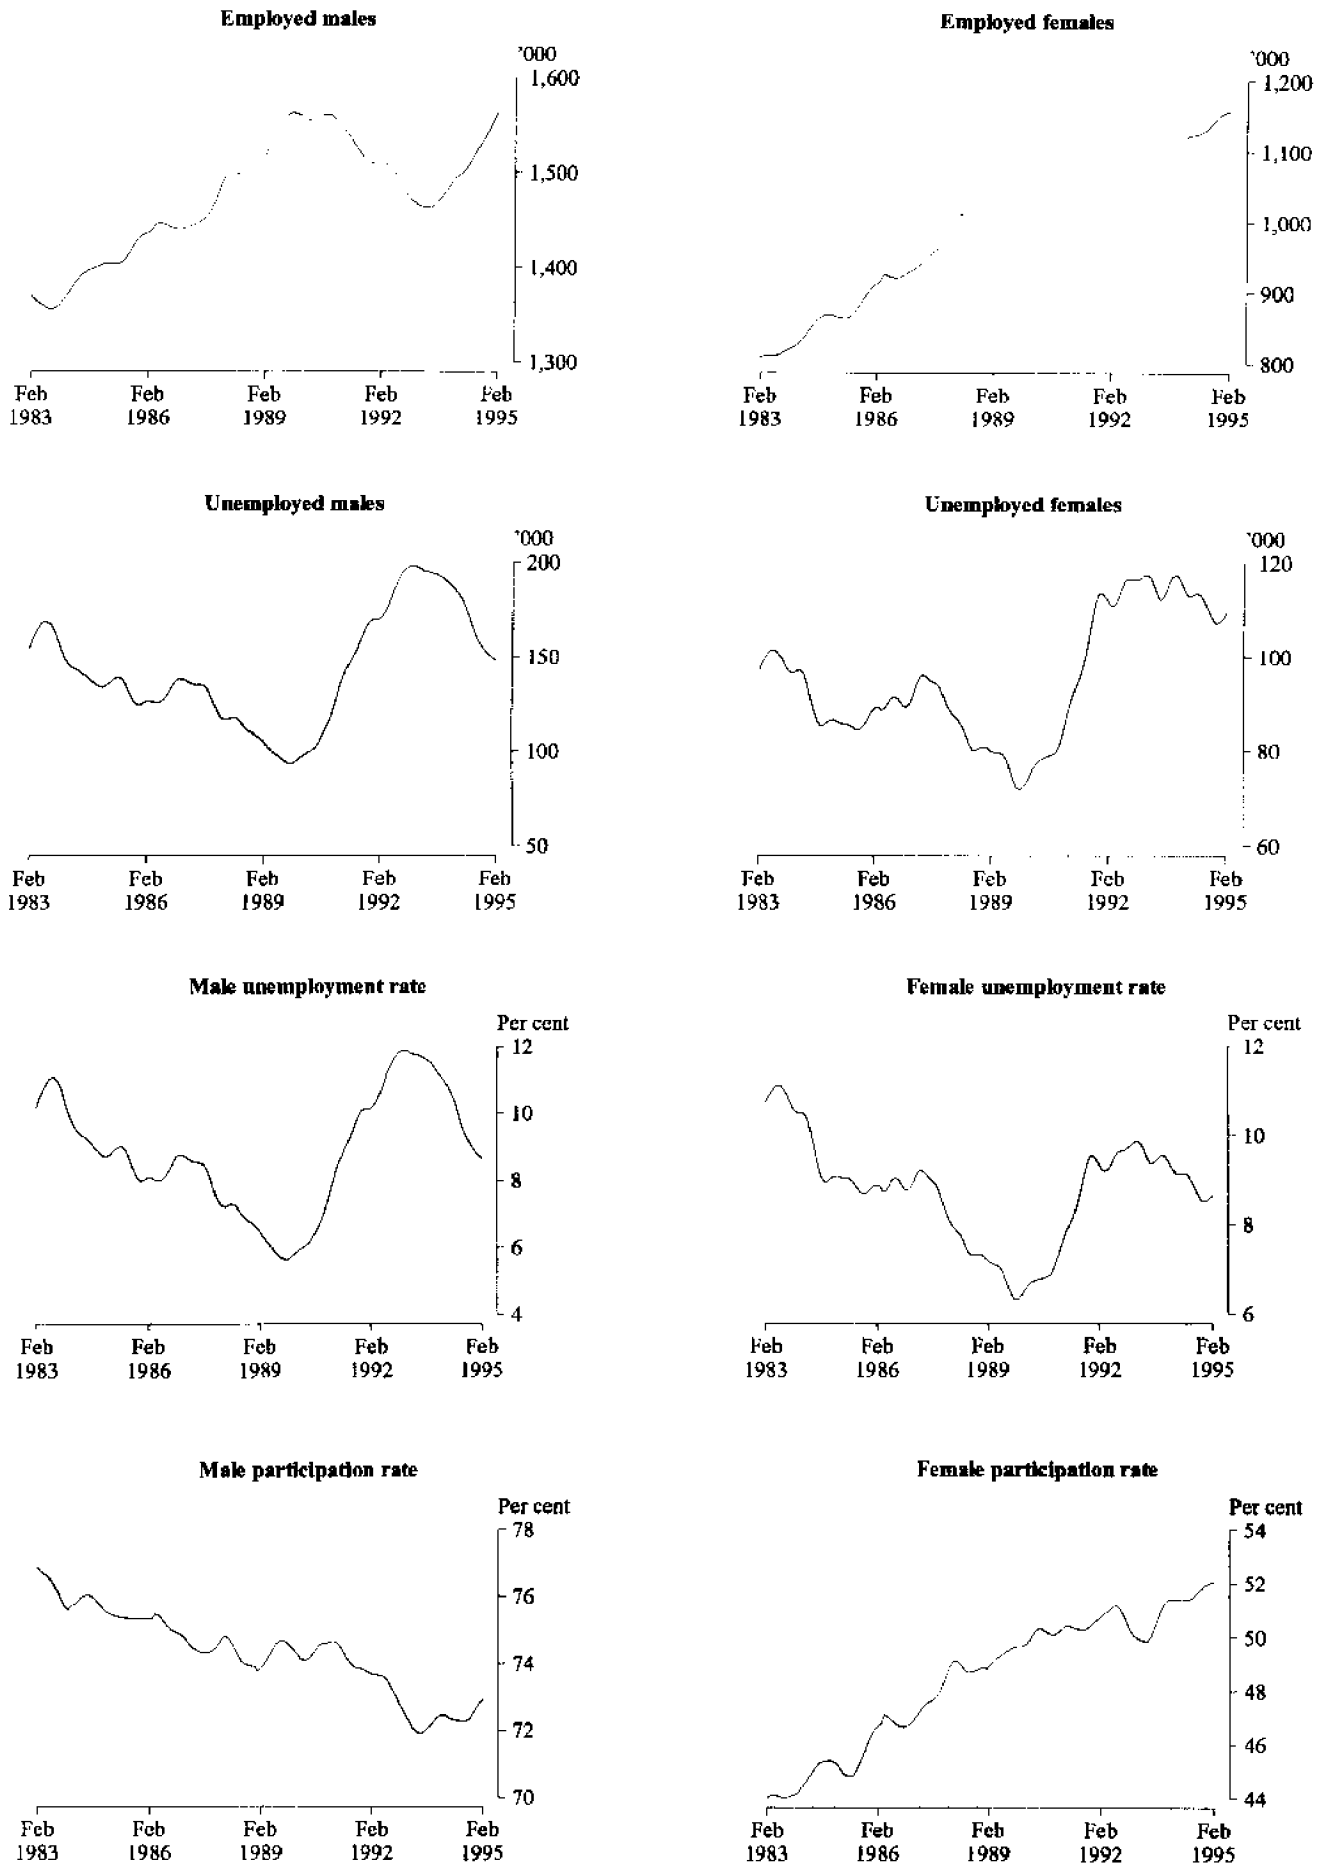 Employed males
'000
1,600
1,500
1,400
1,300
Feb Feb Feb Feb Feb
1983 1986 1989 1992 1995
Employed females
'000
1,200
1,100
1,000
900
800
Feb Feb Feb Feb Feb
1983 1986 1989 1992 1995
Unemployed males
'000
200
150
100
50
Feb Feb Feb Feb Feb
1983 1986 1989 1992 1995
Unemployed females
'000
120
100
80
60
Feb Feb Feb Feb Feb
1983 1986 1989 1992 1995
Male unemployment rate
Per cent
12
10
8
6
4
Feb Feb Feb Feb Feb
1983 1986 1989 1992 1995
Female unemployment rate
Per cent
12
10
8
6
Feb Feb Feb Feb Feb
1983 1986 1989 1992 1995
Male participation rate
Per cent
78
76
74
72
70
Feb Feb Feb Feb Feb
1983 1986 1989 1992 1995
Female participation rate
Per cent
54
52
50
48
46
44
Feb Feb Feb Feb Feb
1983 1986 1989 1992 1995